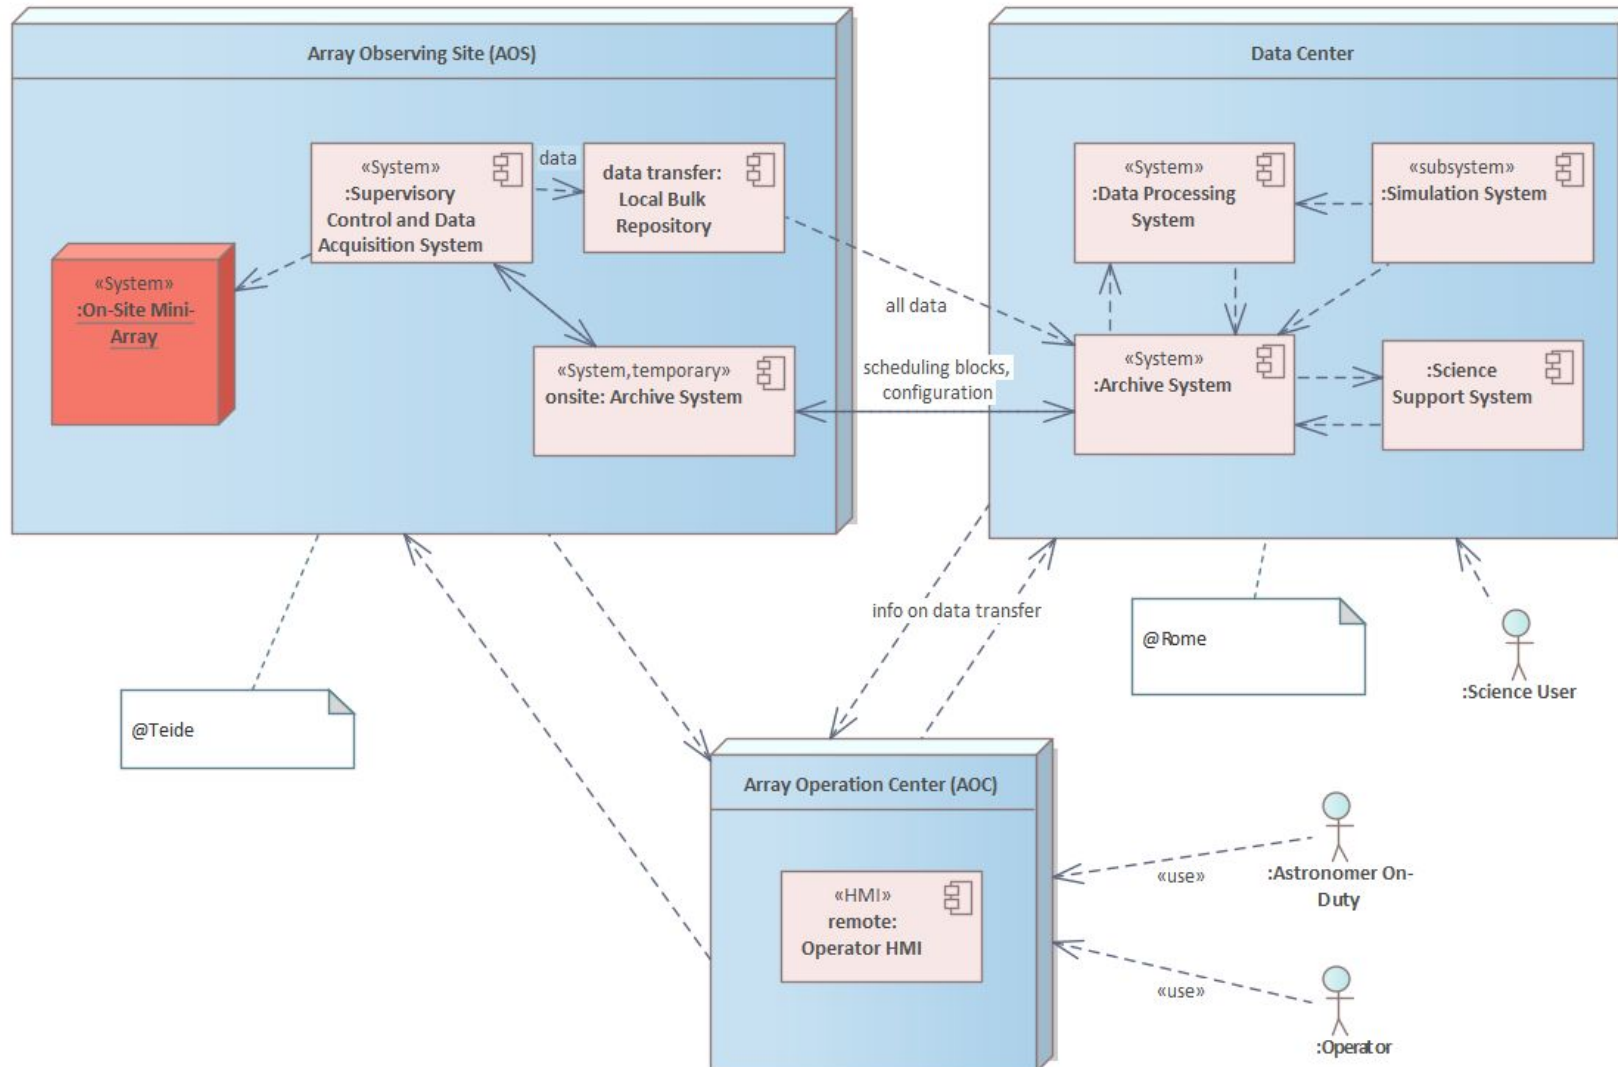 Array Observing Site (AOS)
«System»
:Supervisory
Control and Data
Acquisition System
data
data transfer:
Local Bulk
Repository
«System»
:On-Site Mini-
Array
«System,temporary»
onsite: Archive System
all data
scheduling blocks,
configuration
Data Center
«System»
:Data Processing
System
«subsystem»
:Simulation System
«System»
:Archive System
:Science
Support System
info on data transfer
@Teide
@Rome
:Science User
Array Operation Center (AOC)
«HMI»
remote:
Operator HMI
«use»
:Astronomer On-
Duty
«use»
:Operator